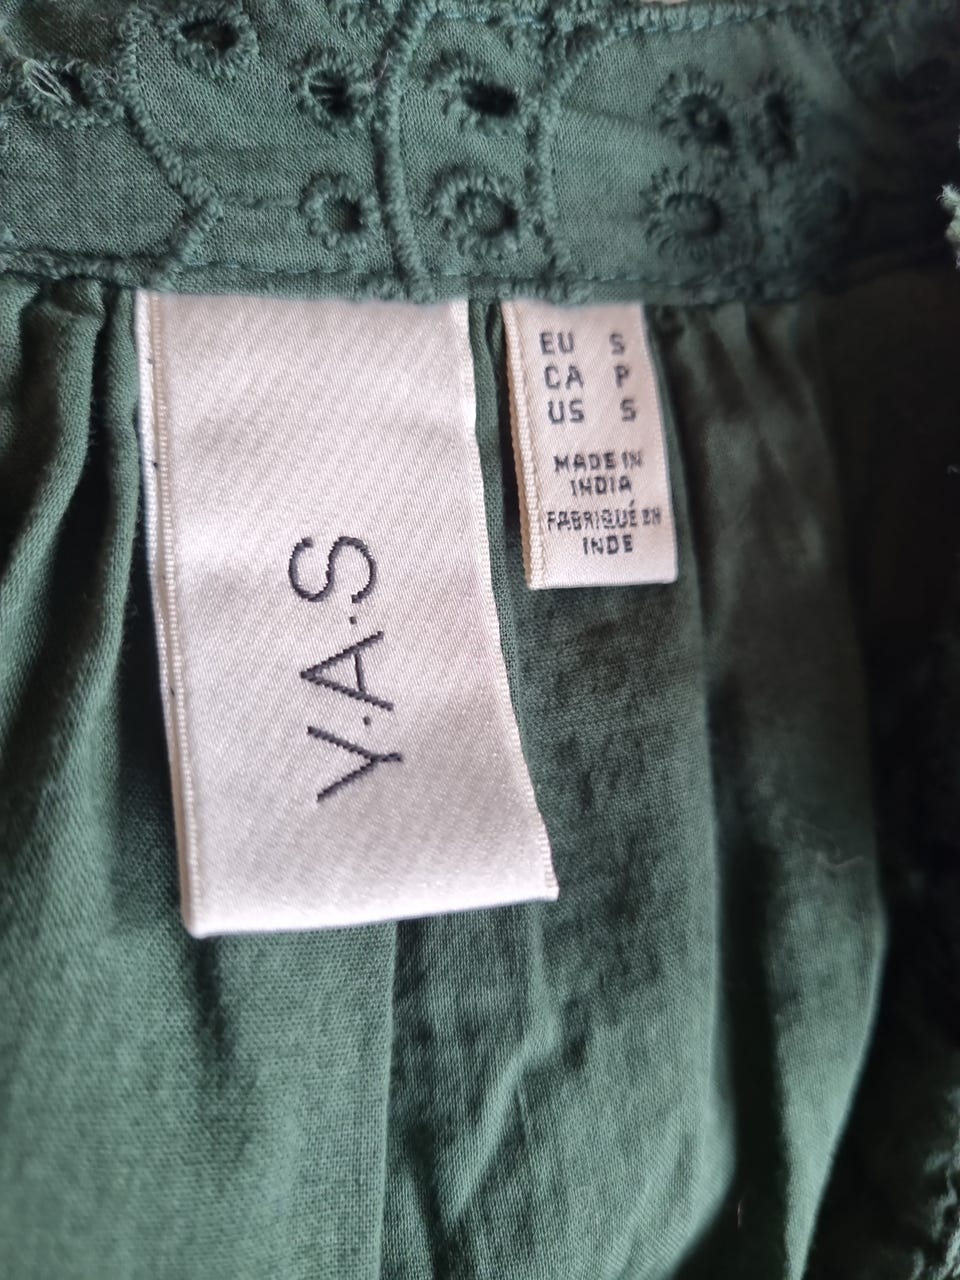 Y.A.S
EU S
CA P
US S
MADE IN
INDIA
FABRIQUÉ EN
INDE